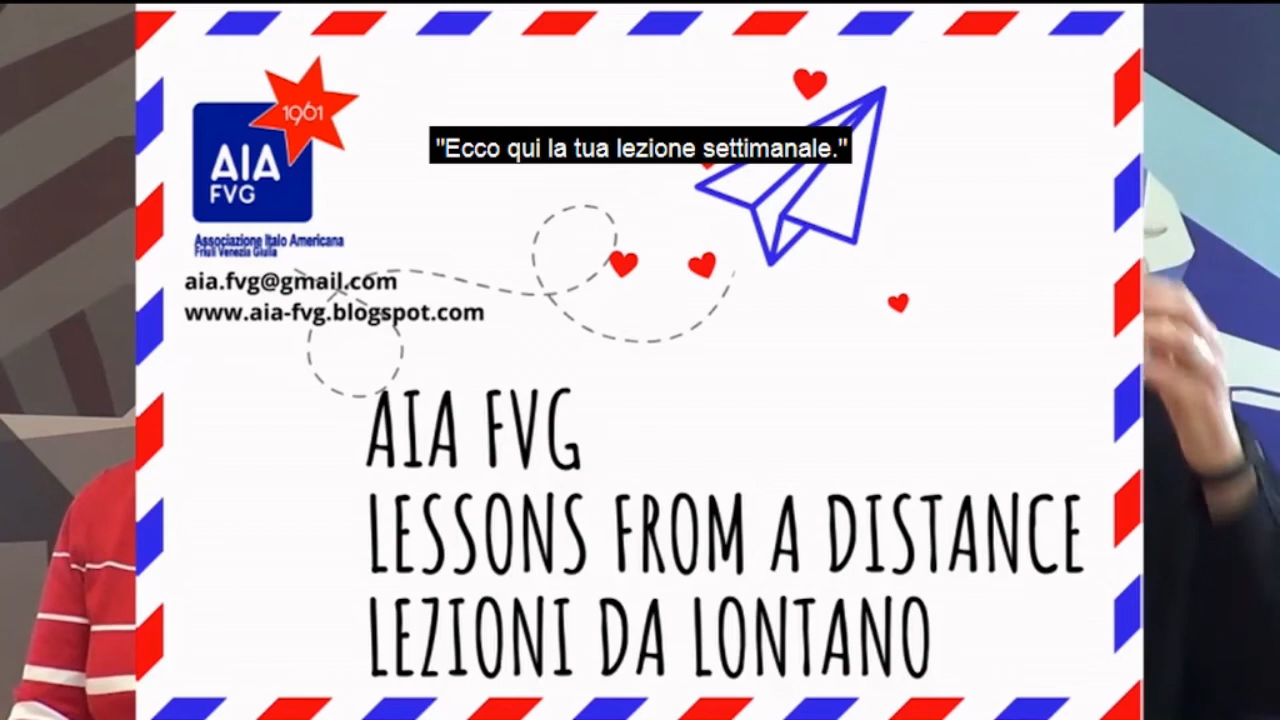 1961
"Ecco qui la tua lezione settimanale."
AIA
FVG
Associazione Italo Americana
Friuli Venezia Giulia
aia.fvg@gmail.com
www.aia-fvg.blogspot.com
AIA FVG
LESSONS FROM A DISTANCE
LEZIONI DA LONTANO